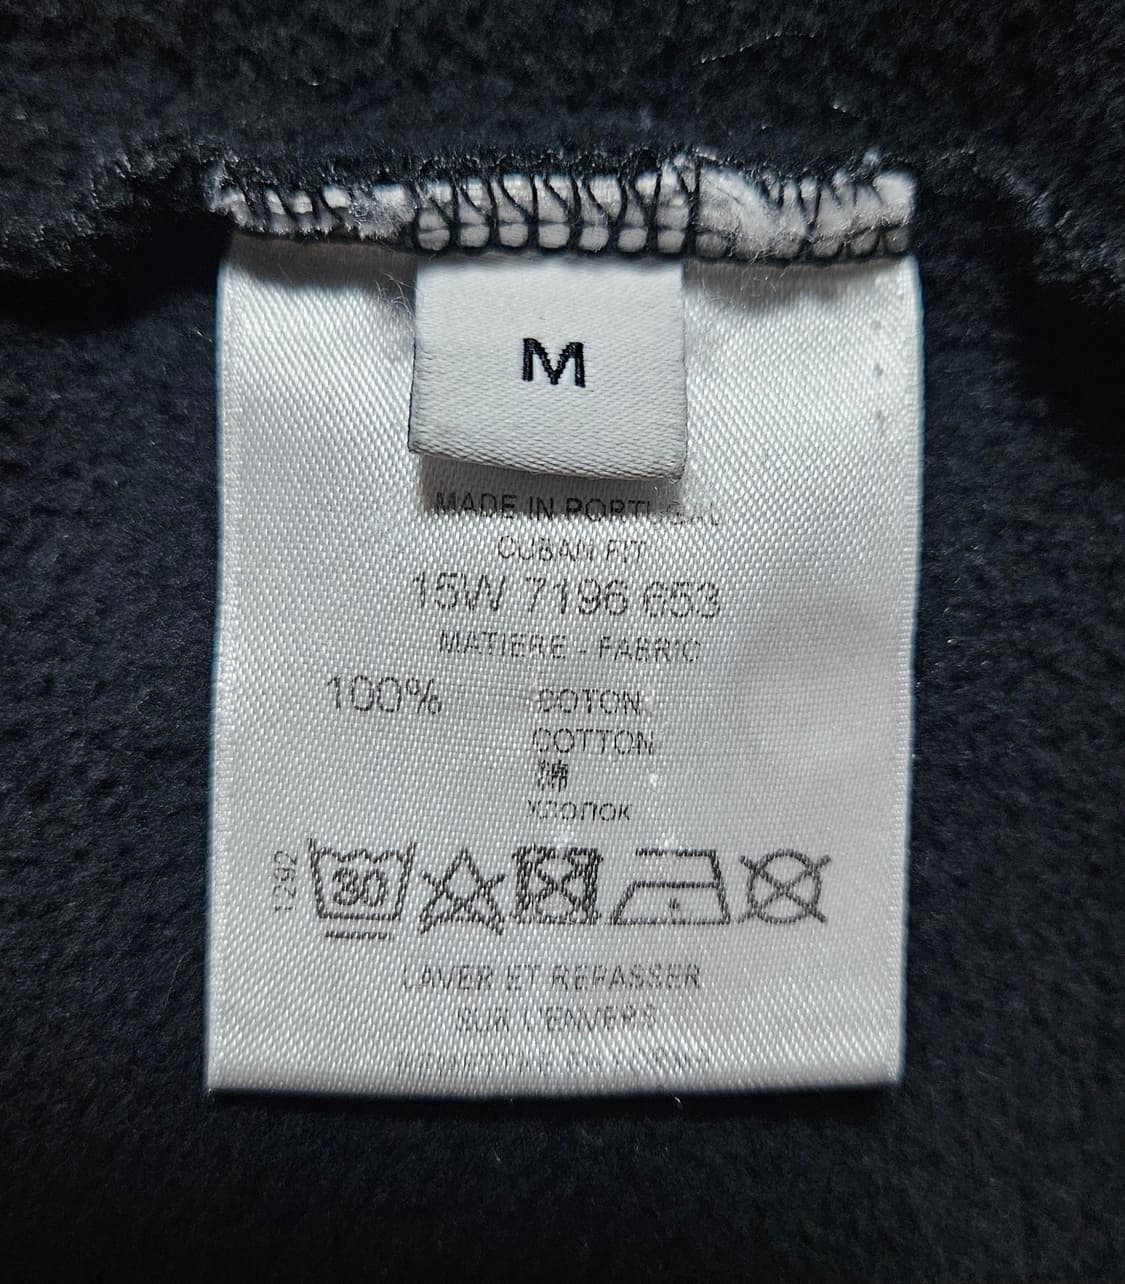 M
MADE IN PORTUGAL
CUBAN FIT
15W 7196 653
MATIERE - FABRIC
100% COTON
COTTON
綿
ХЛОПОК
1292
30
LAVER ET REPASSER
SUR L'ENVERS